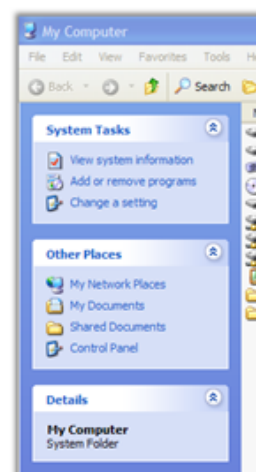 My Computer
File Edit View Favorites Tools
Back Search
System Tasks
View system information
Add or remove programs
Change a setting
Other Places
My Network Places
My Documents
Shared Documents
Control Panel
Details
My Computer
System Folder